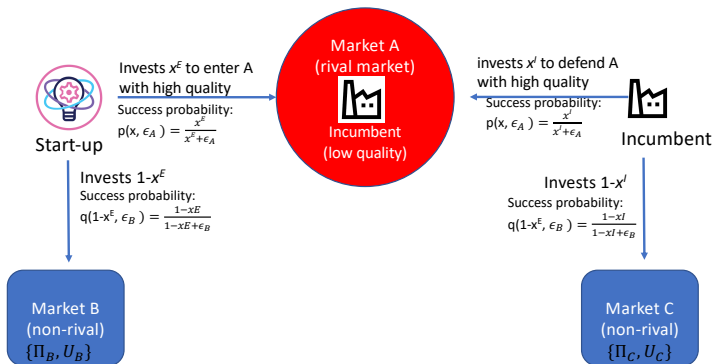 Market A
(rival market)
Incumbent
(low quality)
Invests x^E to enter A
with high quality
Success probability:
p(x, ϵ_A ) = x^E / (x^E+ϵ_A)
Start-up
invests x^I to defend A
with high quality
Success probability:
p(x, ϵ_A ) = x^I / (x^I+ϵ_A)
Incumbent
Invests 1-x^E
Success probability:
q(1-x^E, ϵ_B ) = (1−xE) / (1−xE+ϵ_B)
Invests 1-x^I
Success probability:
q(1-x^E, ϵ_B ) = (1−xI) / (1−xI+ϵ_B)
Market B
(non-rival)
{Π_B, U_B}
Market C
(non-rival)
{Π_C, U_C}